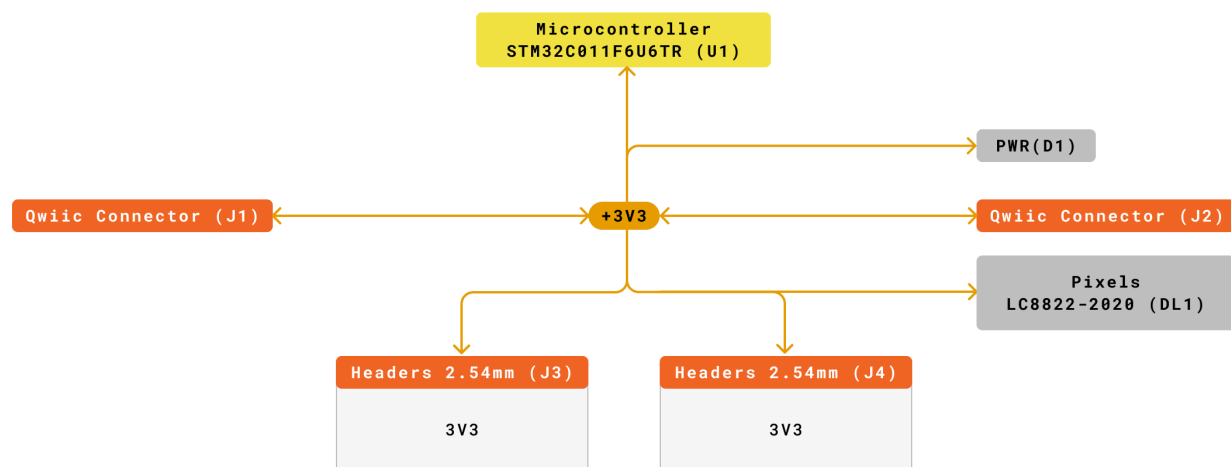 Microcontroller
STM32C011F6U6TR (U1)
PWR(D1)
Qwiic Connector (J1)
+3V3
Qwiic Connector (J2)
Pixels
LC8822-2020 (DL1)
Headers 2.54mm (J3)
Headers 2.54mm (J4)
3V3
3V3